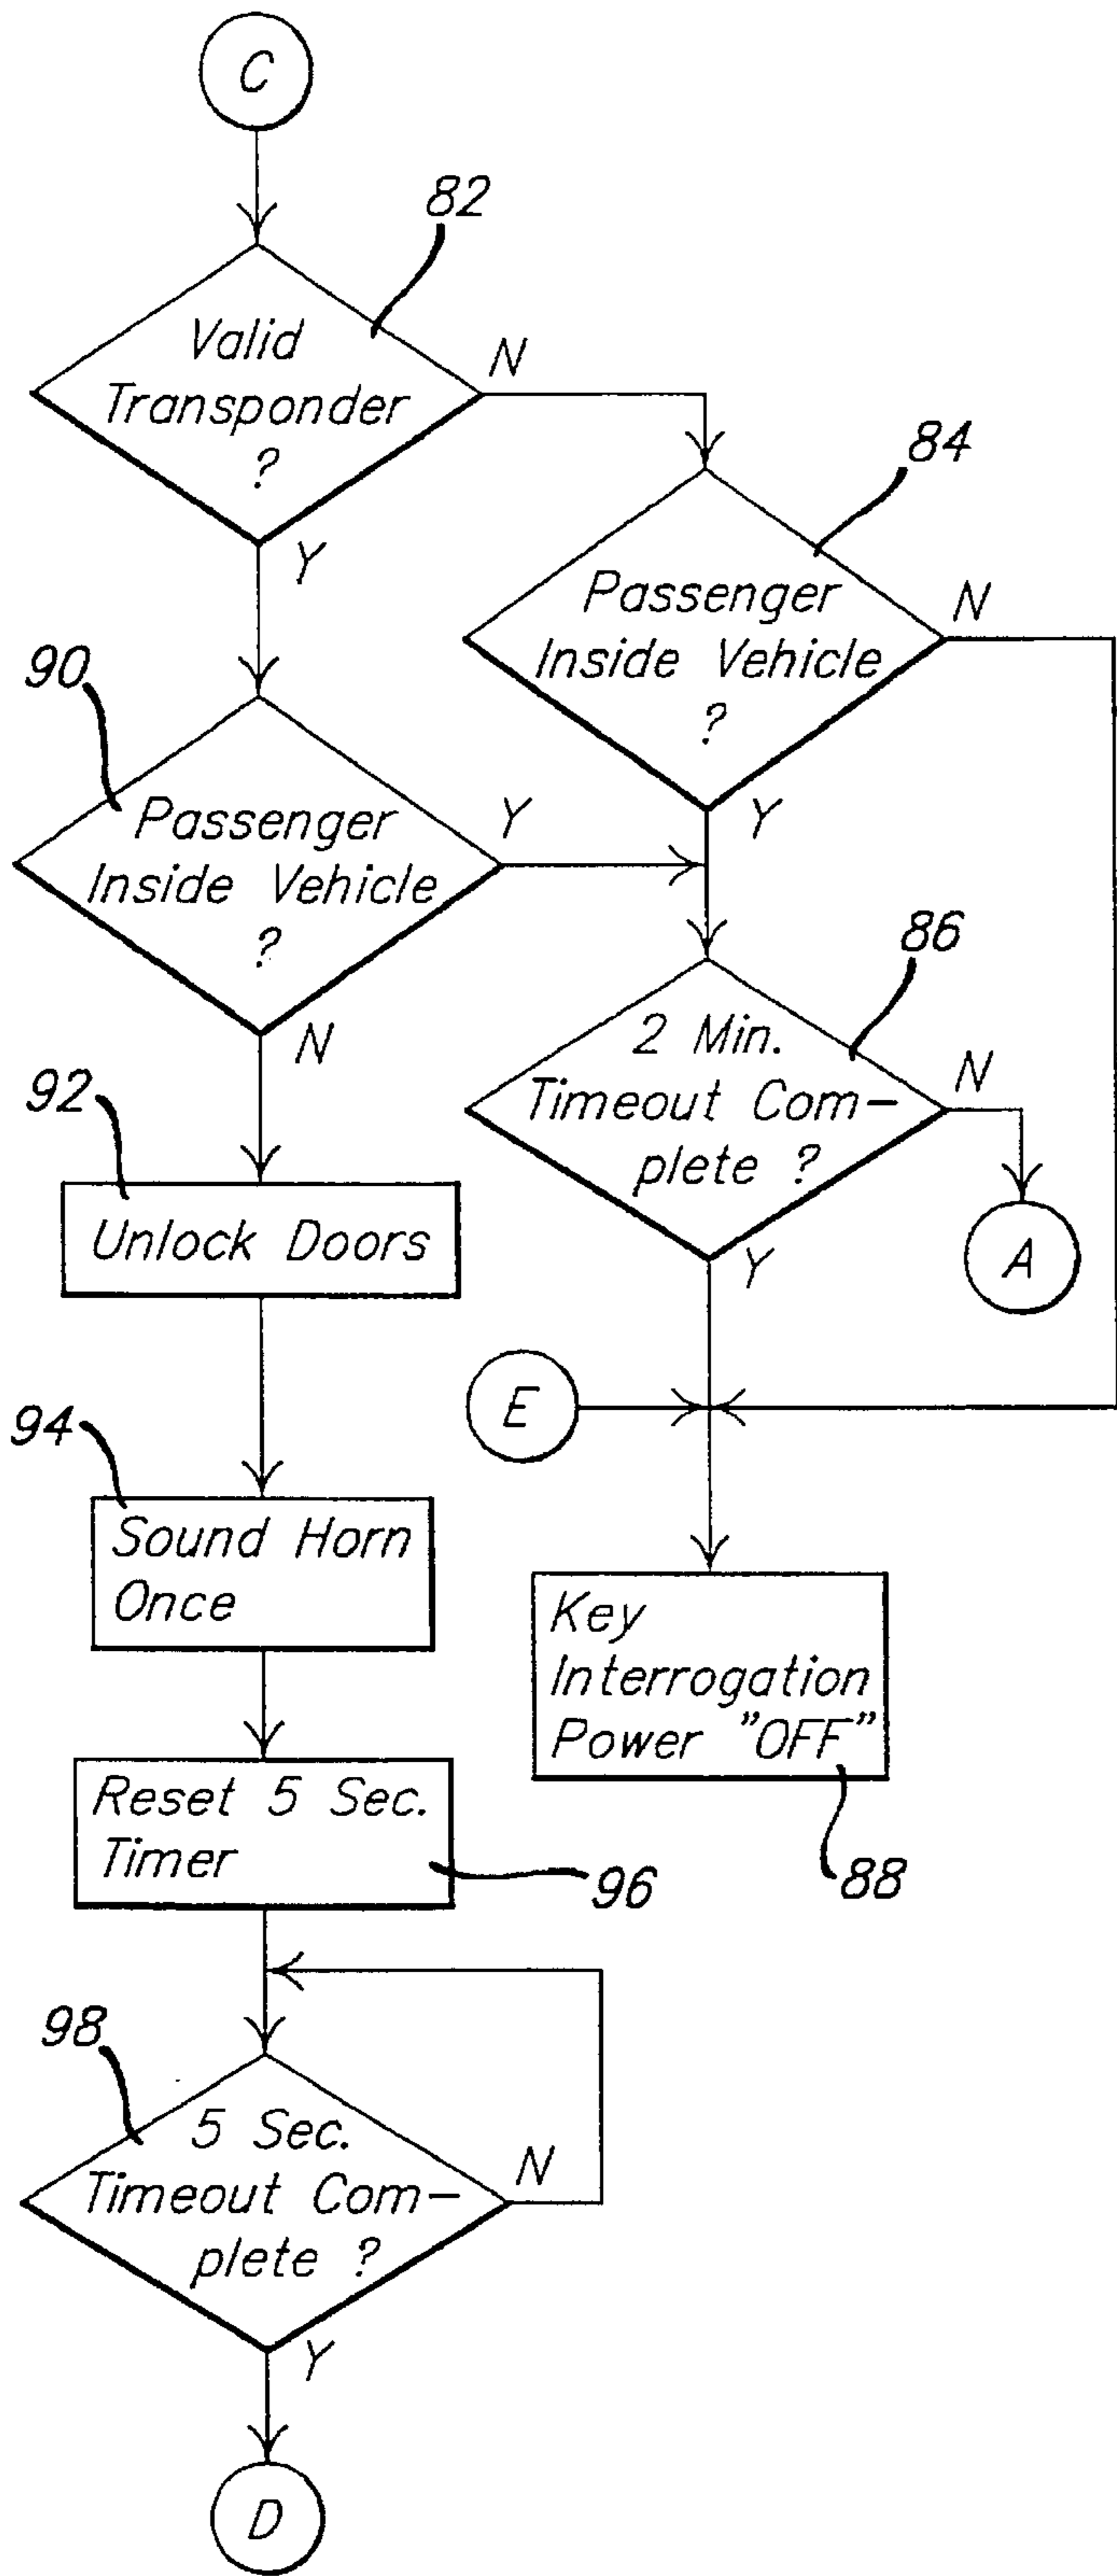 C
82
Valid
Transponder
?
N
Y
84
Passenger
Inside Vehicle
?
N
Y
90
Passenger
Inside Vehicle
?
Y
N
86
2 Min.
Timeout Com-
plete ?
N
Y
A
92
Unlock Doors
E
94
Sound Horn
Once
Key
Interrogation
Power "OFF"
88
Reset 5 Sec.
Timer
96
98
5 Sec.
Timeout Com-
plete ?
N
Y
D